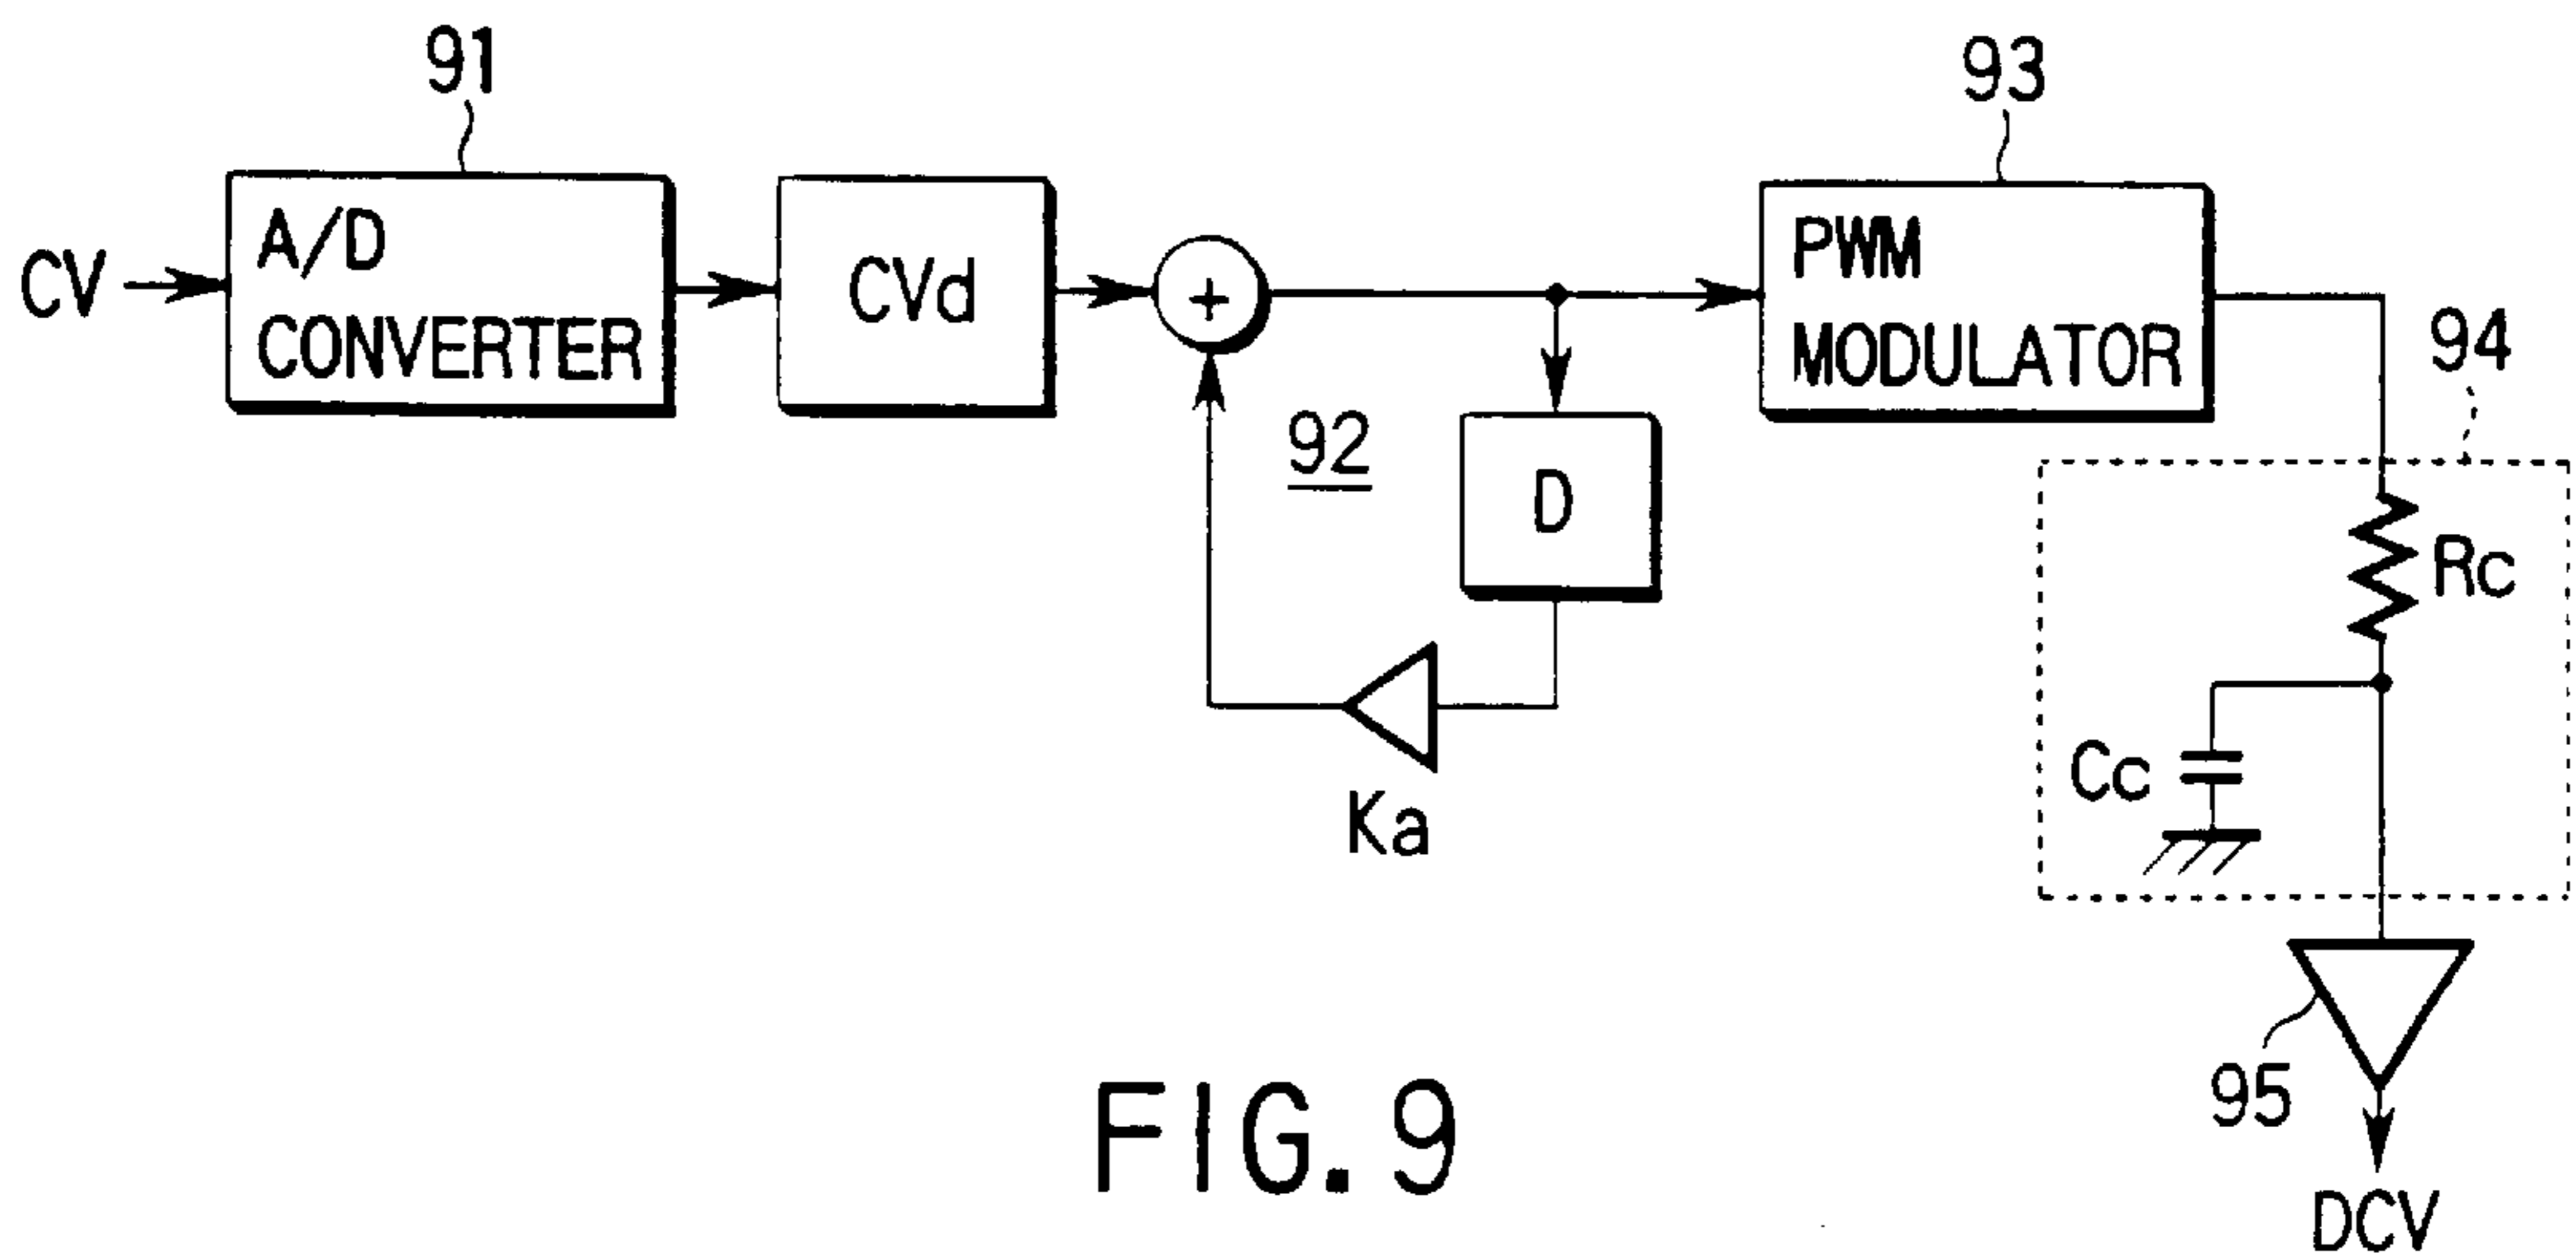 91
93
CV
A/D
CONVERTER
CVd
+
PWM
MODULATOR
94
92
D
Rc
Cc
Ka
95
FIG. 9
DCV